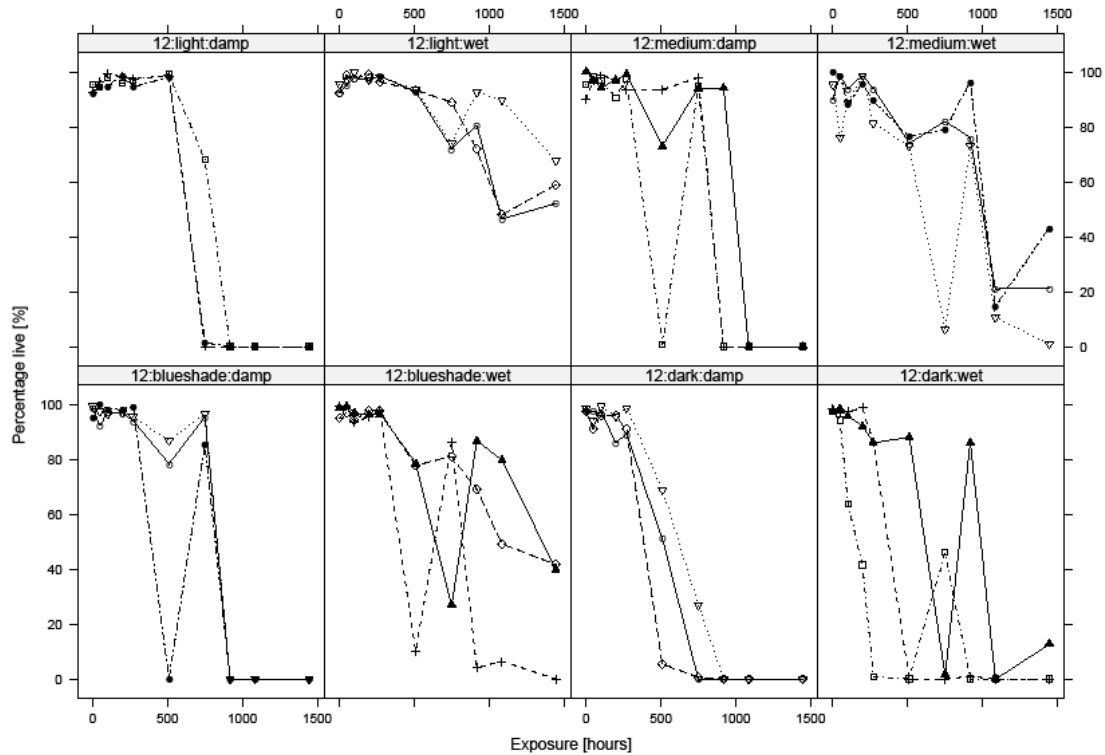 0 500 1000 1500 0 500 1000 1500
12:light:damp 12:light:wet 12:medium:damp 12:medium:wet
100
80
60
40
20
0
Percentage live [%]
12:blueshade:damp 12:blueshade:wet 12:dark:damp 12:dark:wet
100
80
60
40
20
0
0 500 1000 1500 0 500 1000 1500
Exposure [hours]